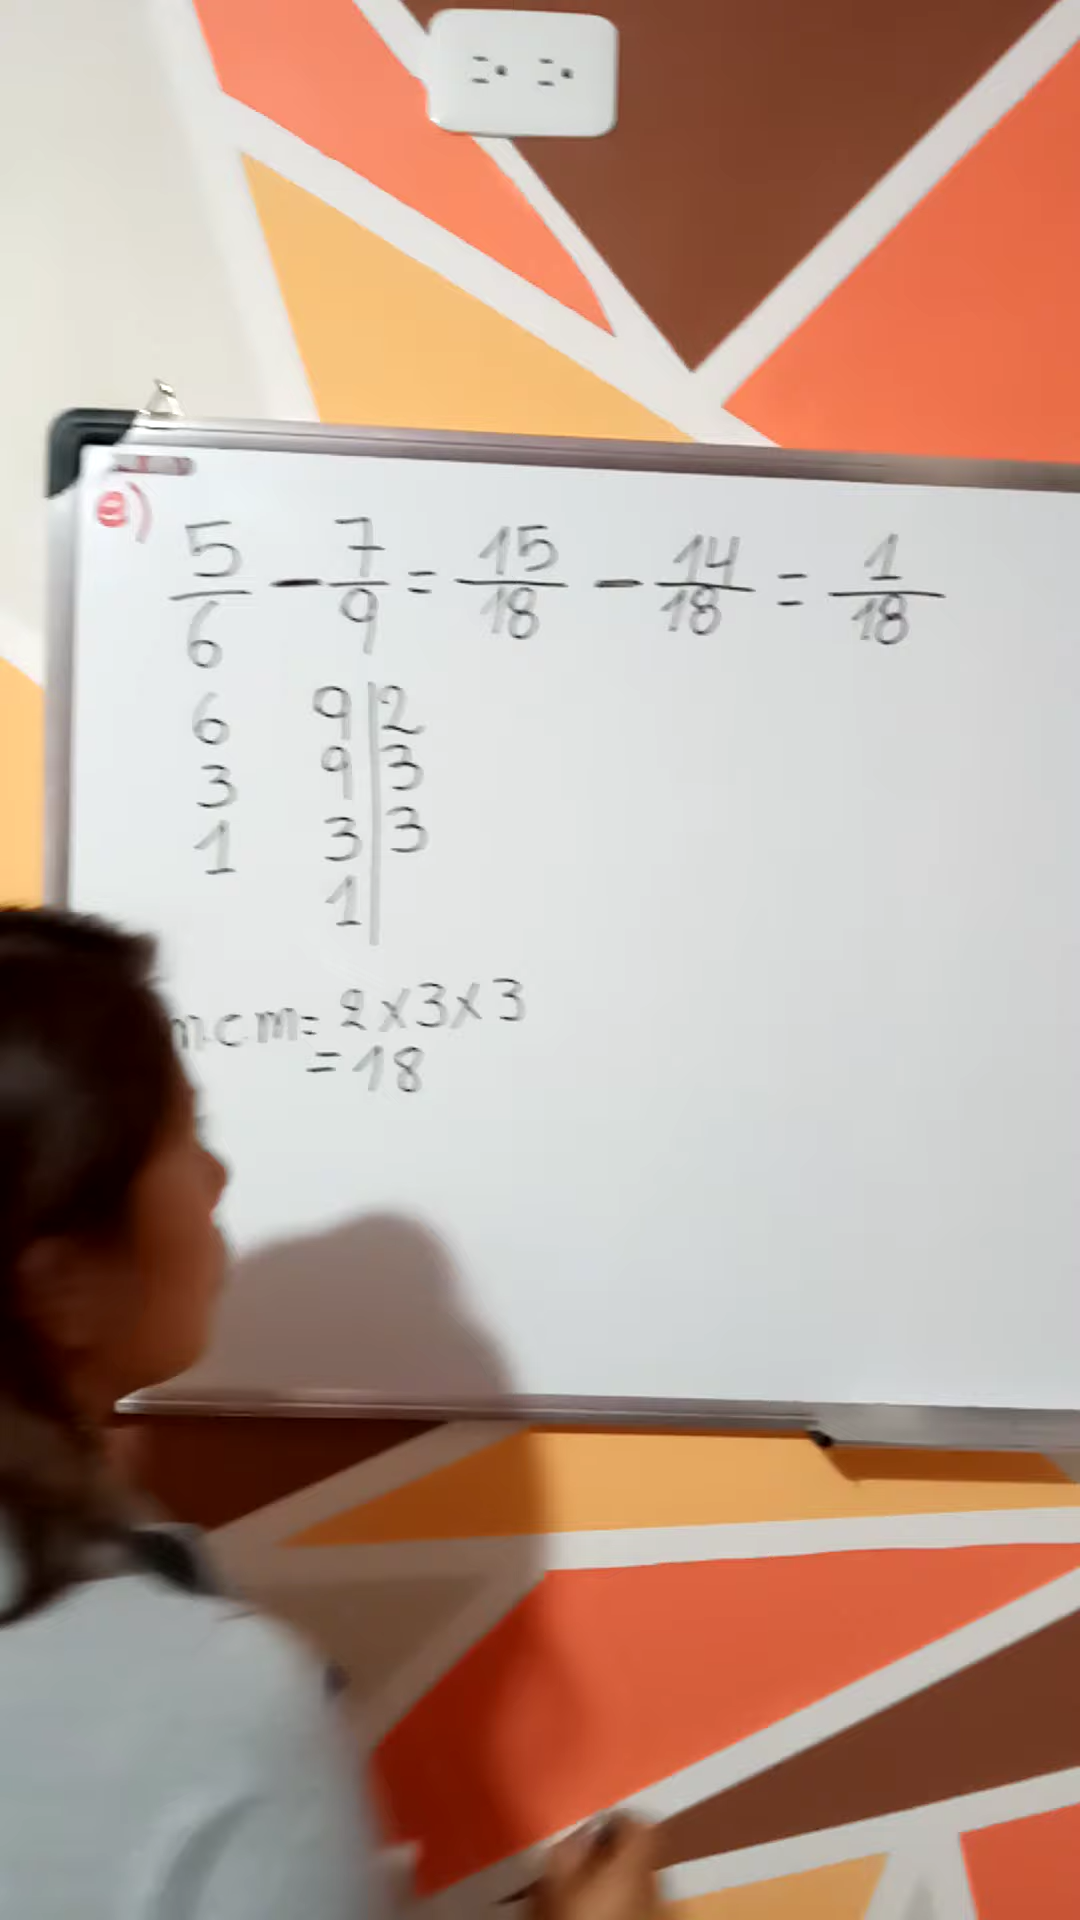 e)
5/6 - 7/9 = 15/18 - 14/18 = 1/18
6 9 | 2
3 9 | 3
1 3 | 3
1 |
mcm = 2x3x3
= 18